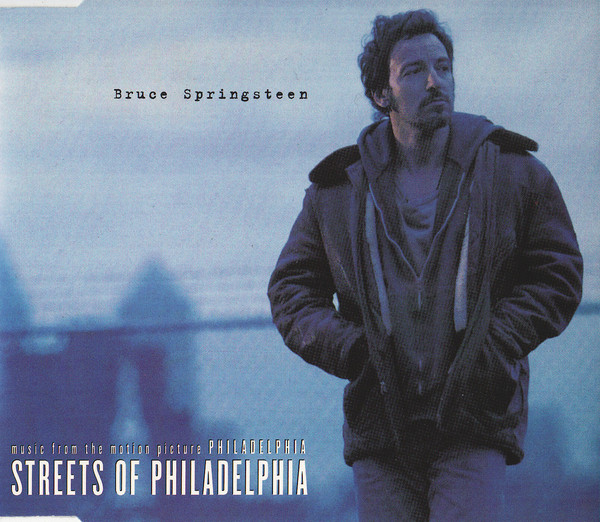 Bruce Springsteen
music from the motion picture PHILADELPHIA
STREETS OF PHILADELPHIA